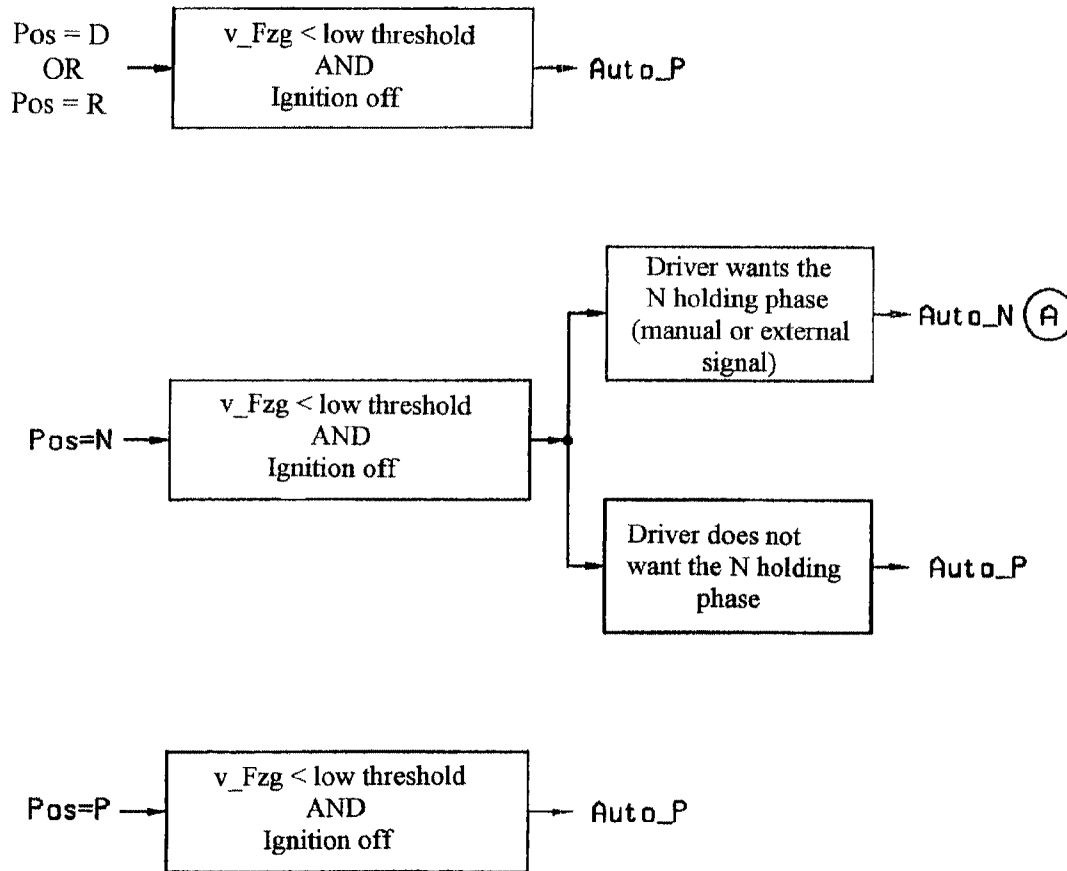 Pos = D
OR
Pos = R
v_Fzg < low threshold
AND
Ignition off
Auto_P
Driver wants the
N holding phase
(manual or external
signal)
Auto_N A
Pos=N
v_Fzg < low threshold
AND
Ignition off
Driver does not
want the N holding
phase
Auto_P
Pos=P
v_Fzg < low threshold
AND
Ignition off
Auto_P